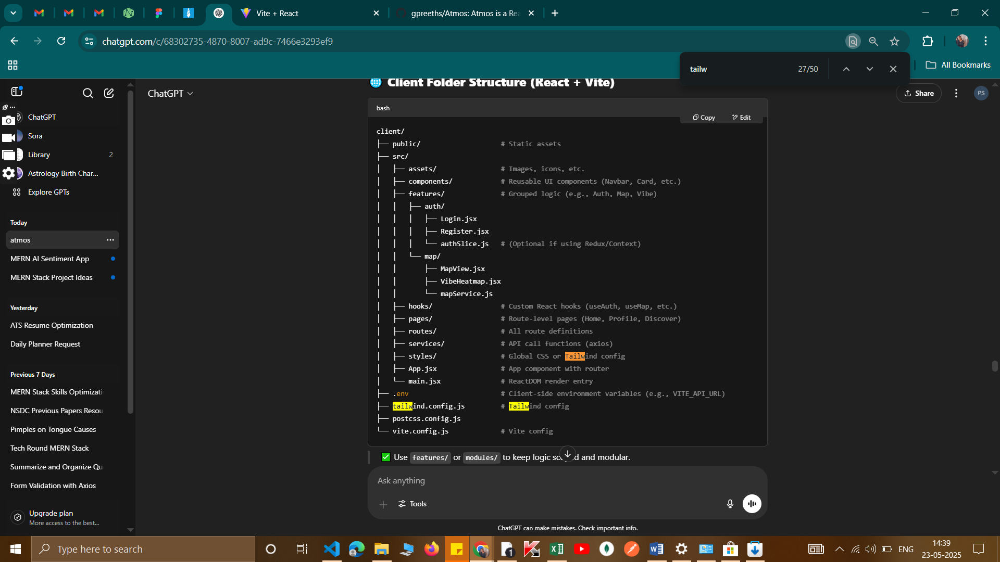 Vite + React
gpreeths/Atmos: Atmos is a Rea
chatgpt.com/c/68302735-4870-8007-ad9c-7466e3293ef9
tailw
27/50
All Bookmarks
ChatGPT
Share
PS
ChatGPT
Sora
Library
2
Astrology Birth Char...
Explore GPTs
Today
atmos
MERN AI Sentiment App
MERN Stack Project Ideas
Yesterday
ATS Resume Optimization
Daily Planner Request
Previous 7 Days
MERN Stack Skills Optimizati
NSDC Previous Papers Resou
Pimples on Tongue Causes
Tech Round MERN Stack
Summarize and Organize Qu
Form Validation with Axios
Upgrade plan
More access to the best...
Client Folder Structure (React + Vite)
bash
Copy
Edit
client/
├── public/ # Static assets
├── src/
│ ├── assets/ # Images, icons, etc.
│ ├── components/ # Reusable UI components (Navbar, Card, etc.)
│ ├── features/ # Grouped logic (e.g., Auth, Map, Vibe)
│ │ ├── auth/
│ │ │ ├── Login.jsx
│ │ │ ├── Register.jsx
│ │ │ └── authSlice.js # (Optional if using Redux/Context)
│ │ └── map/
│ │ ├── MapView.jsx
│ │ ├── VibeHeatmap.jsx
│ │ └── mapService.js
│ ├── hooks/ # Custom React hooks (useAuth, useMap, etc.)
│ ├── pages/ # Route-level pages (Home, Profile, Discover)
│ ├── routes/ # All route definitions
│ ├── services/ # API call functions (axios)
│ ├── styles/ # Global CSS or Tailwind config
│ ├── App.jsx # App component with router
│ └── main.jsx # ReactDOM render entry
├── .env # Client-side environment variables (e.g., VITE_API_URL)
├── tailwind.config.js # Tailwind config
├── postcss.config.js
└── vite.config.js # Vite config
✅ Use features/ or modules/ to keep logic scoped and modular.
Ask anything
Tools
ChatGPT can make mistakes. Check important info.
Type here to search
ENG
14:39
23-05-2025